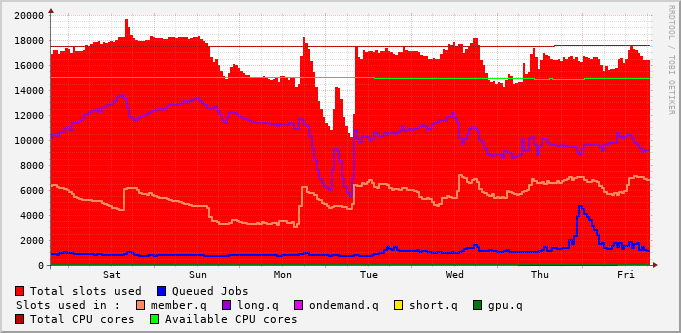 20000
18000
16000
14000
12000
10000
8000
6000
4000
2000
0
Sat Sun Mon Tue Wed Thu Fri
Total slots used Queued Jobs
Slots used in : member.q long.q ondemand.q short.q gpu.q
Total CPU cores Available CPU cores
RRDTOOL / TOBI OETIKER